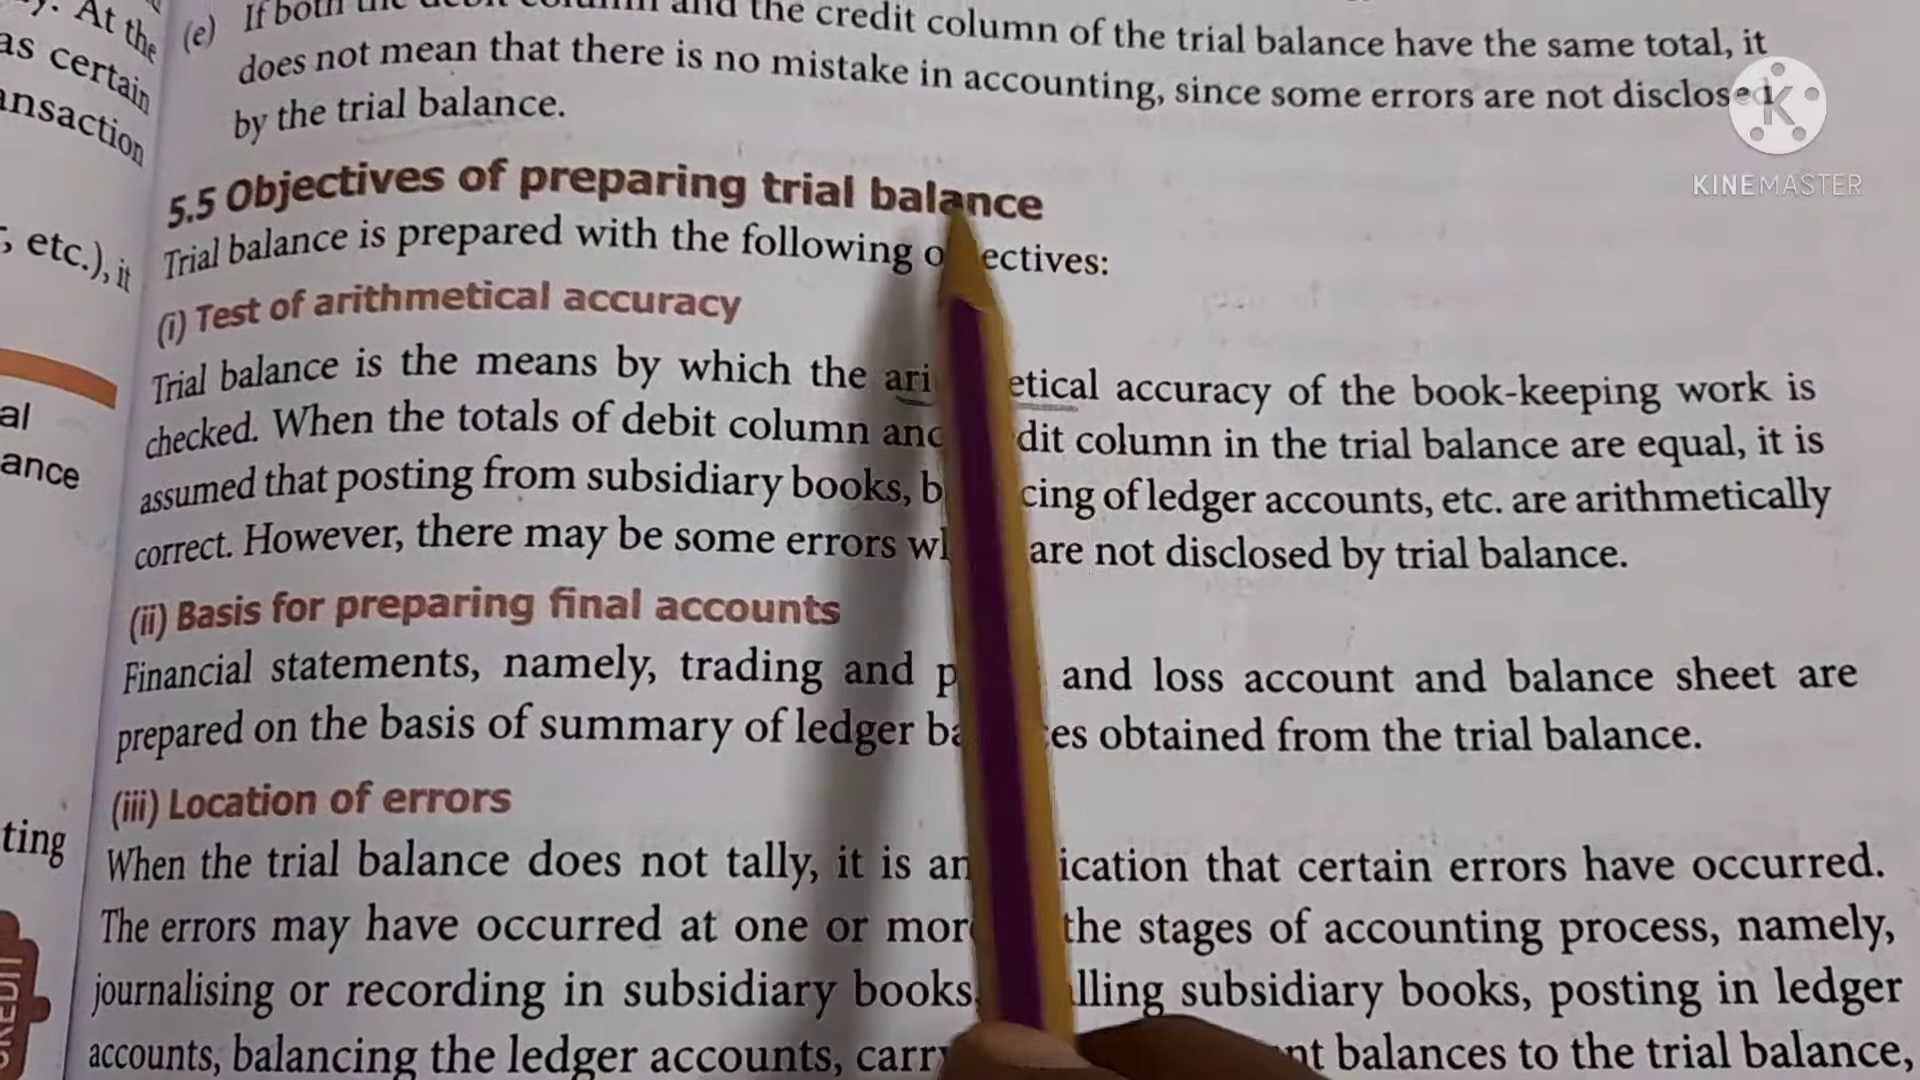 y. At the
as certain
ansaction
, etc.), it
al
ance
ting
CREDIT
(e) If both the debit column and the credit column of the trial balance have the same total, it
does not mean that there is no mistake in accounting, since some errors are not disclosed
by the trial balance.
5.5 Objectives of preparing trial balance
Trial balance is prepared with the following o ectives:
(i) Test of arithmetical accuracy
Trial balance is the means by which the ari etical accuracy of the book-keeping work is
checked. When the totals of debit column and dit column in the trial balance are equal, it is
assumed that posting from subsidiary books, b cing of ledger accounts, etc. are arithmetically
correct. However, there may be some errors wh are not disclosed by trial balance.
(ii) Basis for preparing final accounts
Financial statements, namely, trading and p and loss account and balance sheet are
prepared on the basis of summary of ledger ba es obtained from the trial balance.
(iii) Location of errors
When the trial balance does not tally, it is an ication that certain errors have occurred.
The errors may have occurred at one or more the stages of accounting process, namely,
journalising or recording in subsidiary books, lling subsidiary books, posting in ledger
accounts, balancing the ledger accounts, carry nt balances to the trial balance,
K
KINEMASTER